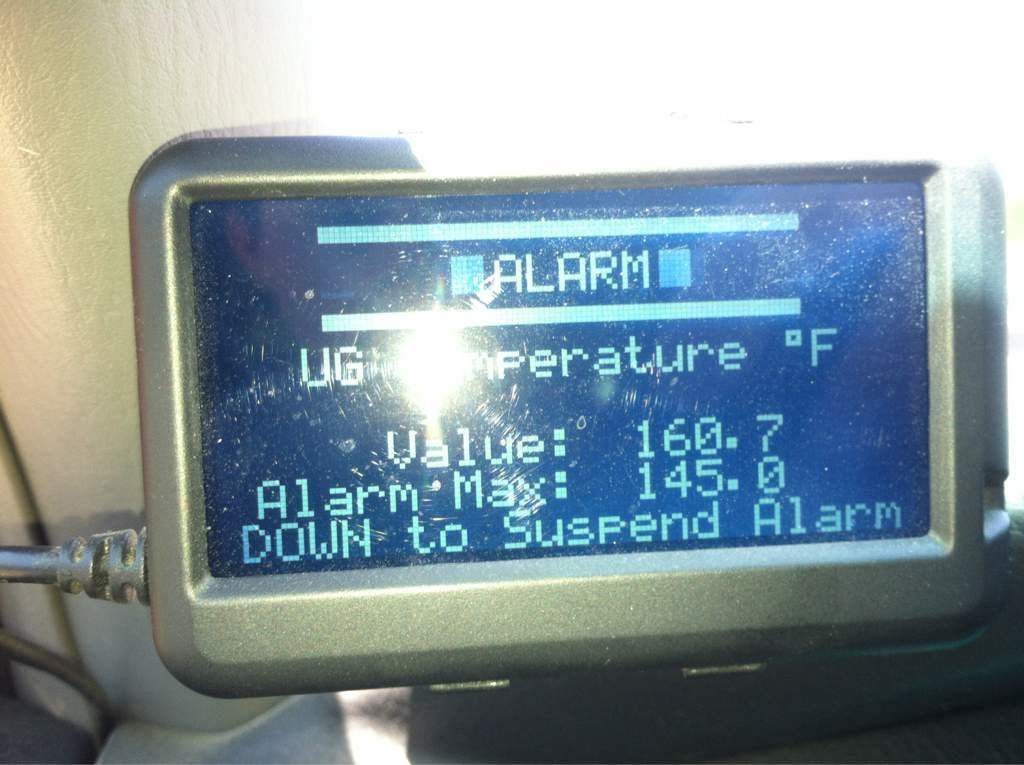 ALARM
UG °F
Value: 160.7
Alarm Max: 145.0
DOWN to Suspend Alarm